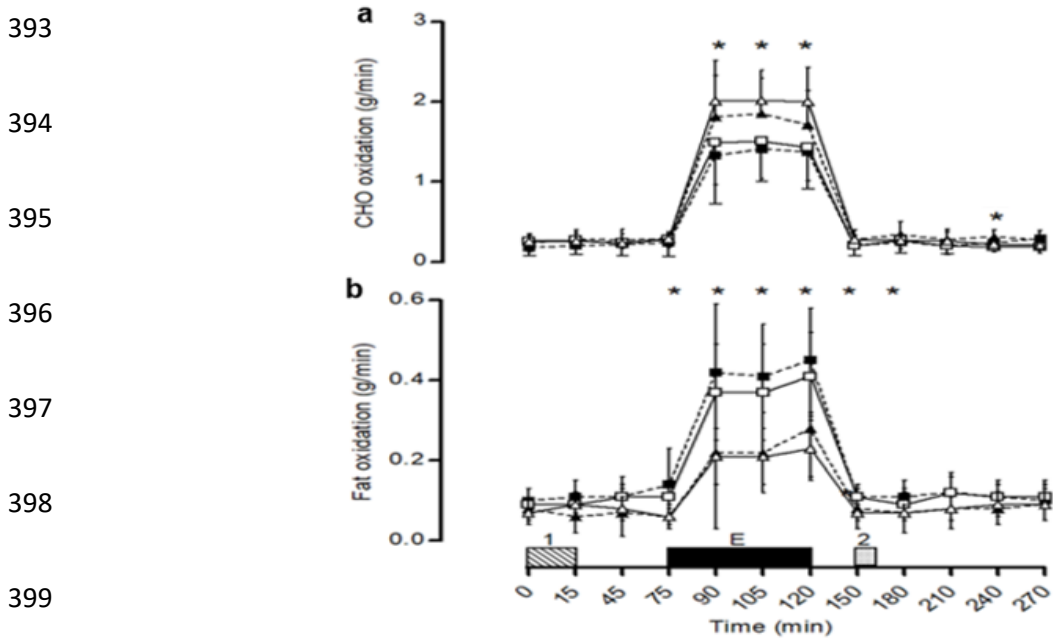 393
394
395
396
397
398
399
a
CHO oxidation (g/min)
3
2
1
0
* * *
*
b
Fat oxidation (g/min)
0.6
0.4
0.2
0.0
* * * * * *
1 E 2
0 15 45 75 90 105 120 150 180 210 240 270
Time (min)